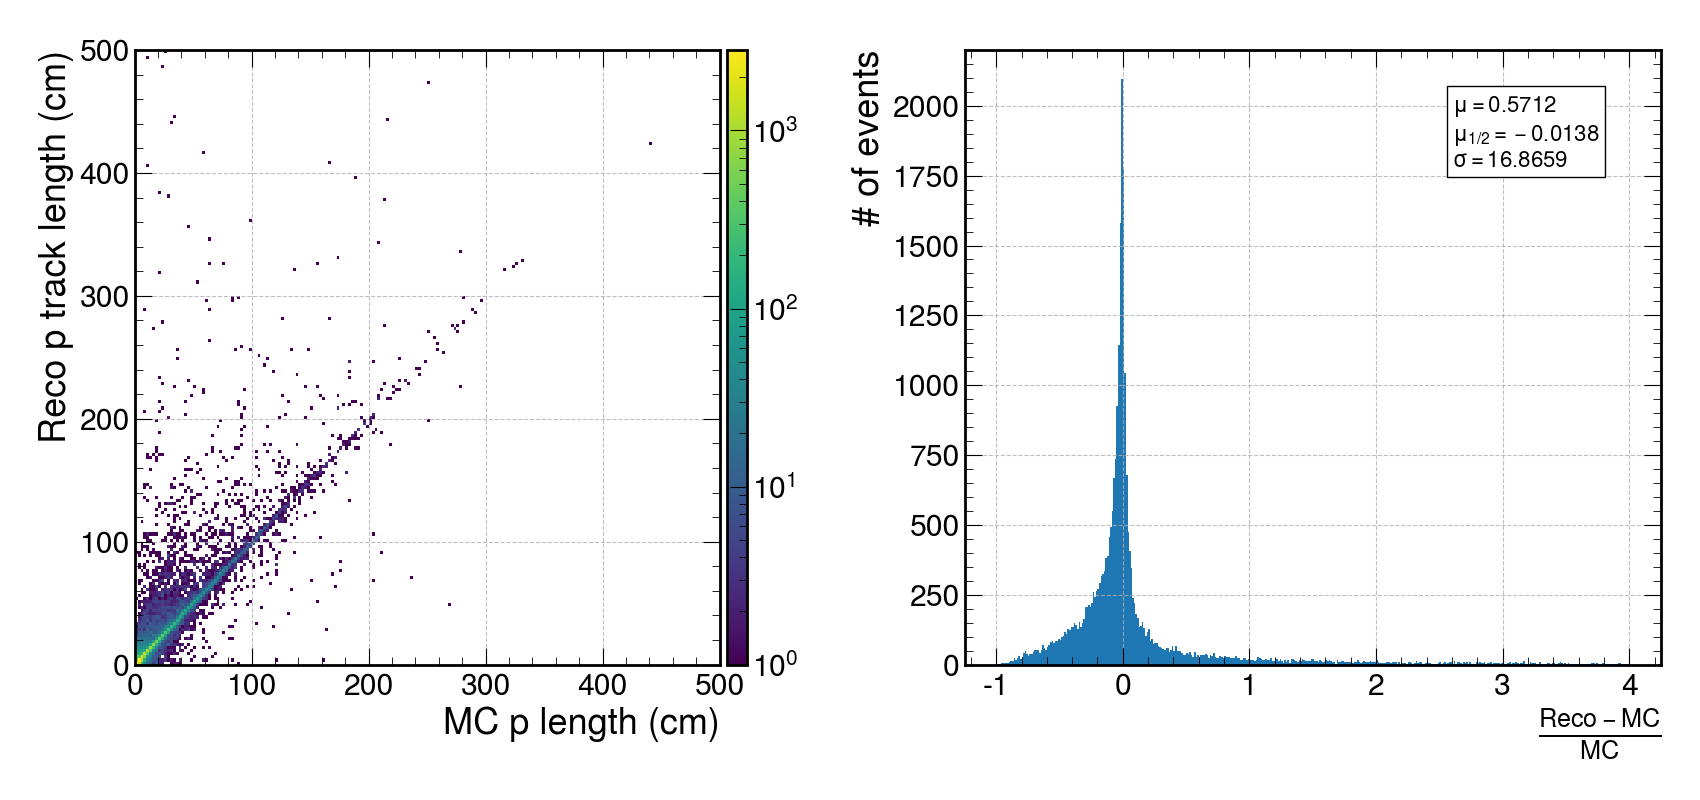 500
400
300
200
100
0
0 100 200 300 400 500
Reco p track length (cm)
MC p length (cm)
10³
10²
10¹
10⁰
# of events
2000
1750
1500
1250
1000
750
500
250
0
-1 0 1 2 3 4
μ = 0.5712
μ₁/₂ = − 0.0138
σ = 16.8659
Reco − MC
MC